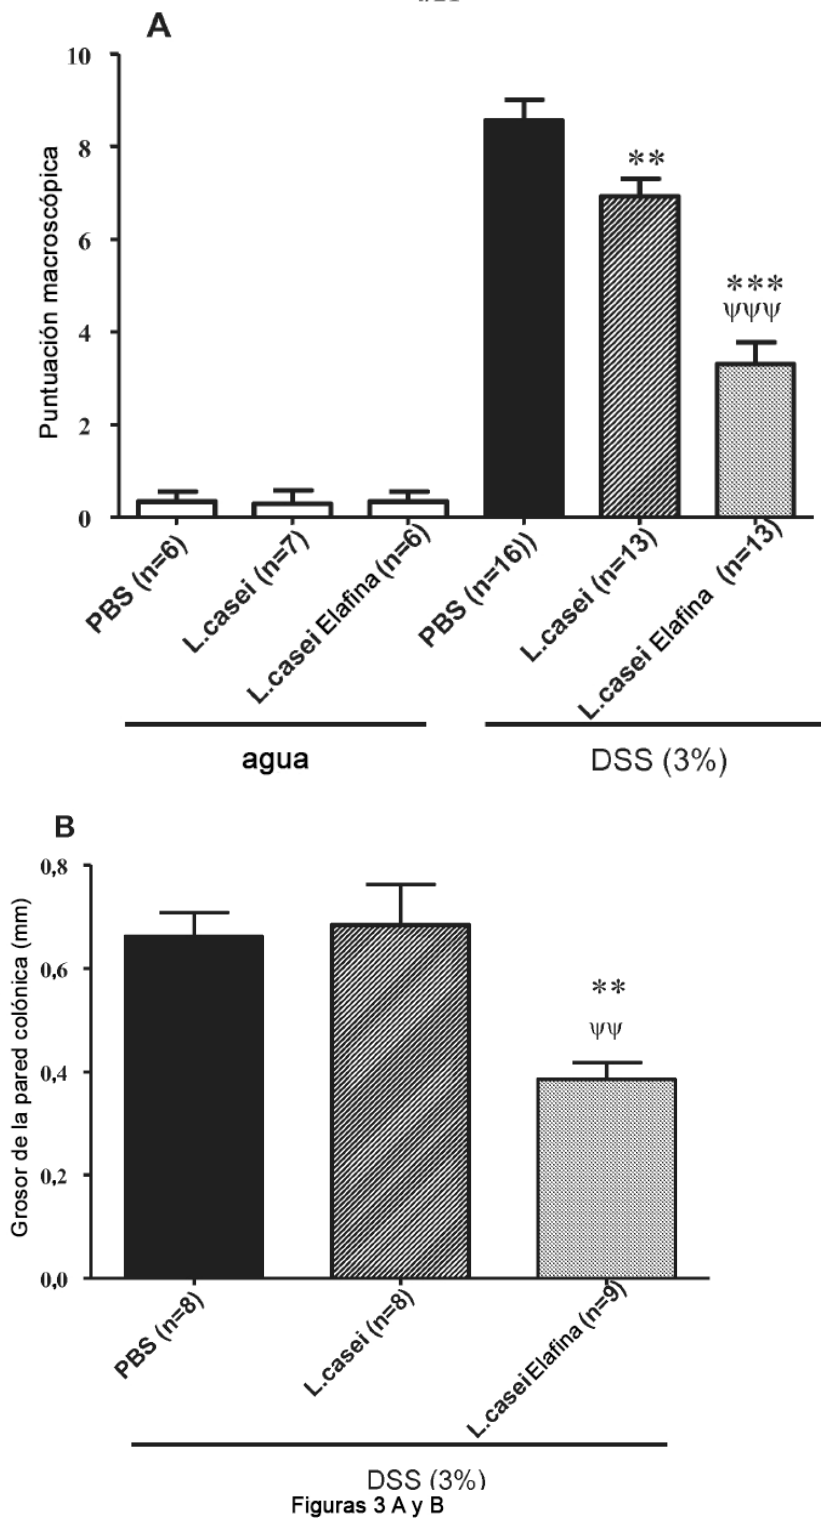 A
10
8
6
4
2
0
Puntuación macroscópica
**
***
ψψψ
PBS (n=6)
L.casei (n=7)
L.casei Elafina (n=6)
PBS (n=16))
L.casei (n=13)
L.casei Elafina (n=13)
agua
DSS (3%)
B
0,8
0,6
0,4
0,2
0,0
Grosor de la pared colónica (mm)
**
ψψ
PBS (n=8)
L.casei (n=8)
L.casei Elafina (n=9)
DSS (3%)
Figuras 3 A y B